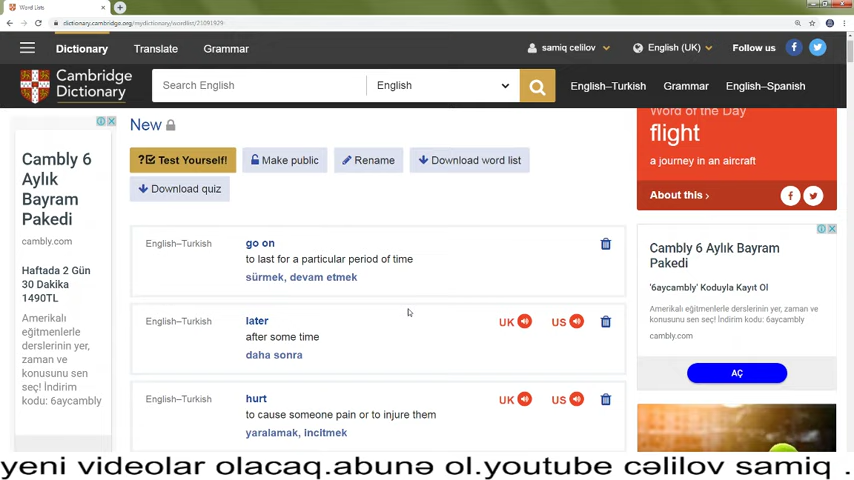 Word Lists
dictionary.cambridge.org/mydictionary/wordlist/21091929
Dictionary Translate Grammar
samiq celilov English (UK) Follow us
Cambridge Dictionary
Search English English
English–Turkish Grammar English–Spanish
New
?Test Yourself! Make public Rename Download word list
Download quiz
English–Turkish
go on
to last for a particular period of time
sürmek, devam etmek
English–Turkish
later UK US
after some time
daha sonra
English–Turkish
hurt UK US
to cause someone pain or to injure them
yaralamak, incitmek
Cambly 6
Aylık
Bayram
Pakedi
cambly.com
Haftada 2 Gün
30 Dakika
1490TL
Amerikalı
eğitmenlerle
derslerinin yer,
zaman ve
konusunu sen
seç! İndirim
kodu: 6aycambly
Word of the Day
flight
a journey in an aircraft
About this ›
Cambly 6 Aylık Bayram
Pakedi
'6aycambly' Koduyla Kayıt Ol
Amerikalı eğitmenlerle derslerinin yer, zaman ve
konusunu sen seç! İndirim kodu: 6aycambly
cambly.com
AÇ
yeni videolar olacaq.abunə ol.youtube cəlilov samiq .